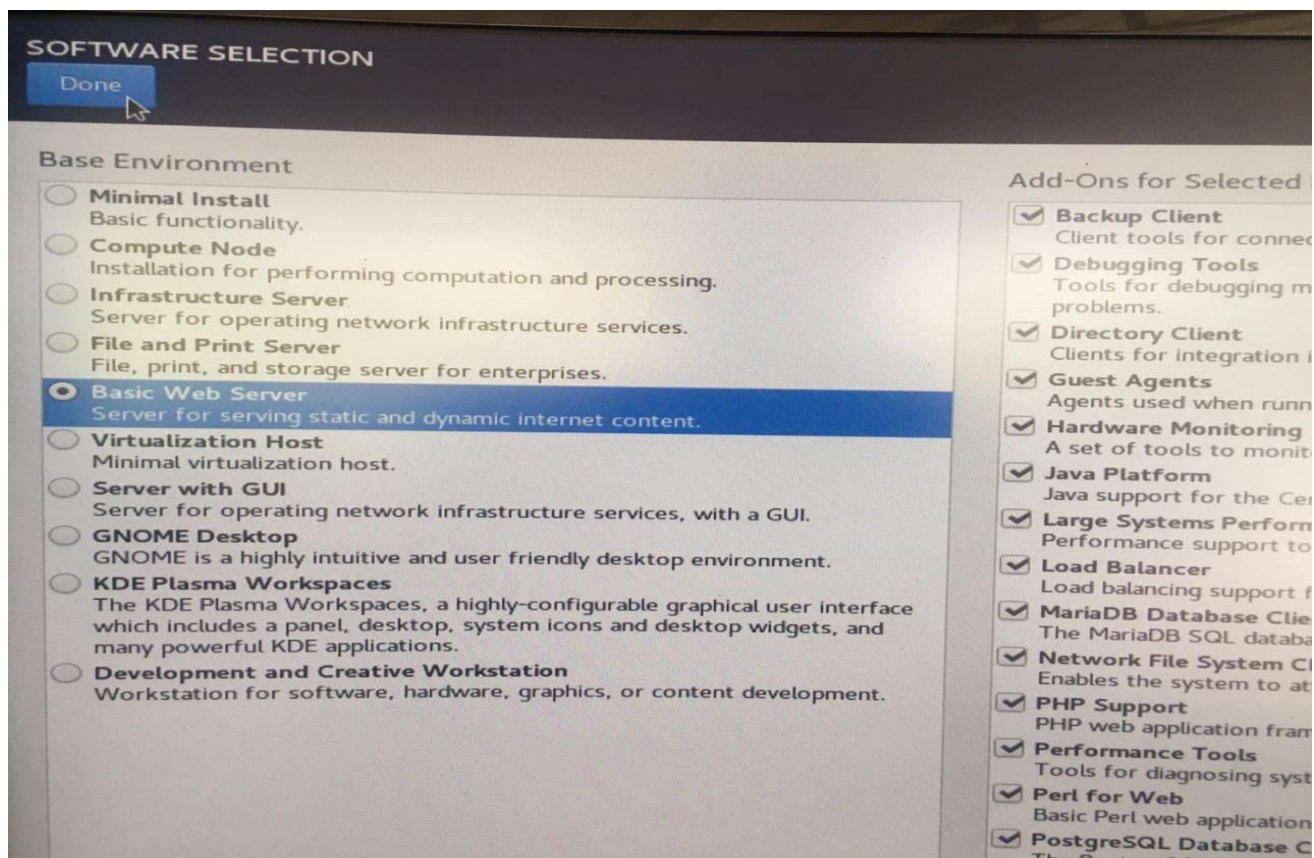 SOFTWARE SELECTION
Done
Base Environment
Minimal Install
Basic functionality.
Compute Node
Installation for performing computation and processing.
Infrastructure Server
Server for operating network infrastructure services.
File and Print Server
File, print, and storage server for enterprises.
Basic Web Server
Server for serving static and dynamic internet content.
Virtualization Host
Minimal virtualization host.
Server with GUI
Server for operating network infrastructure services, with a GUI.
GNOME Desktop
GNOME is a highly intuitive and user friendly desktop environment.
KDE Plasma Workspaces
The KDE Plasma Workspaces, a highly-configurable graphical user interface
which includes a panel, desktop, system icons and desktop widgets, and
many powerful KDE applications.
Development and Creative Workstation
Workstation for software, hardware, graphics, or content development.
Add-Ons for Selected
Backup Client
Client tools for
Debugging Tools
Tools for debugging
problems.
Directory Client
Clients for integration
Guest Agents
Agents used when
Hardware Monitoring
A set of tools to
Java Platform
Java support for the
Large Systems
Performance support
Load Balancer
Load balancing support
MariaDB Database
The MariaDB SQL
Network File System
Enables the system to
PHP Support
PHP web application
Performance Tools
Tools for diagnosing
Perl for Web
Basic Perl web application
PostgreSQL Database